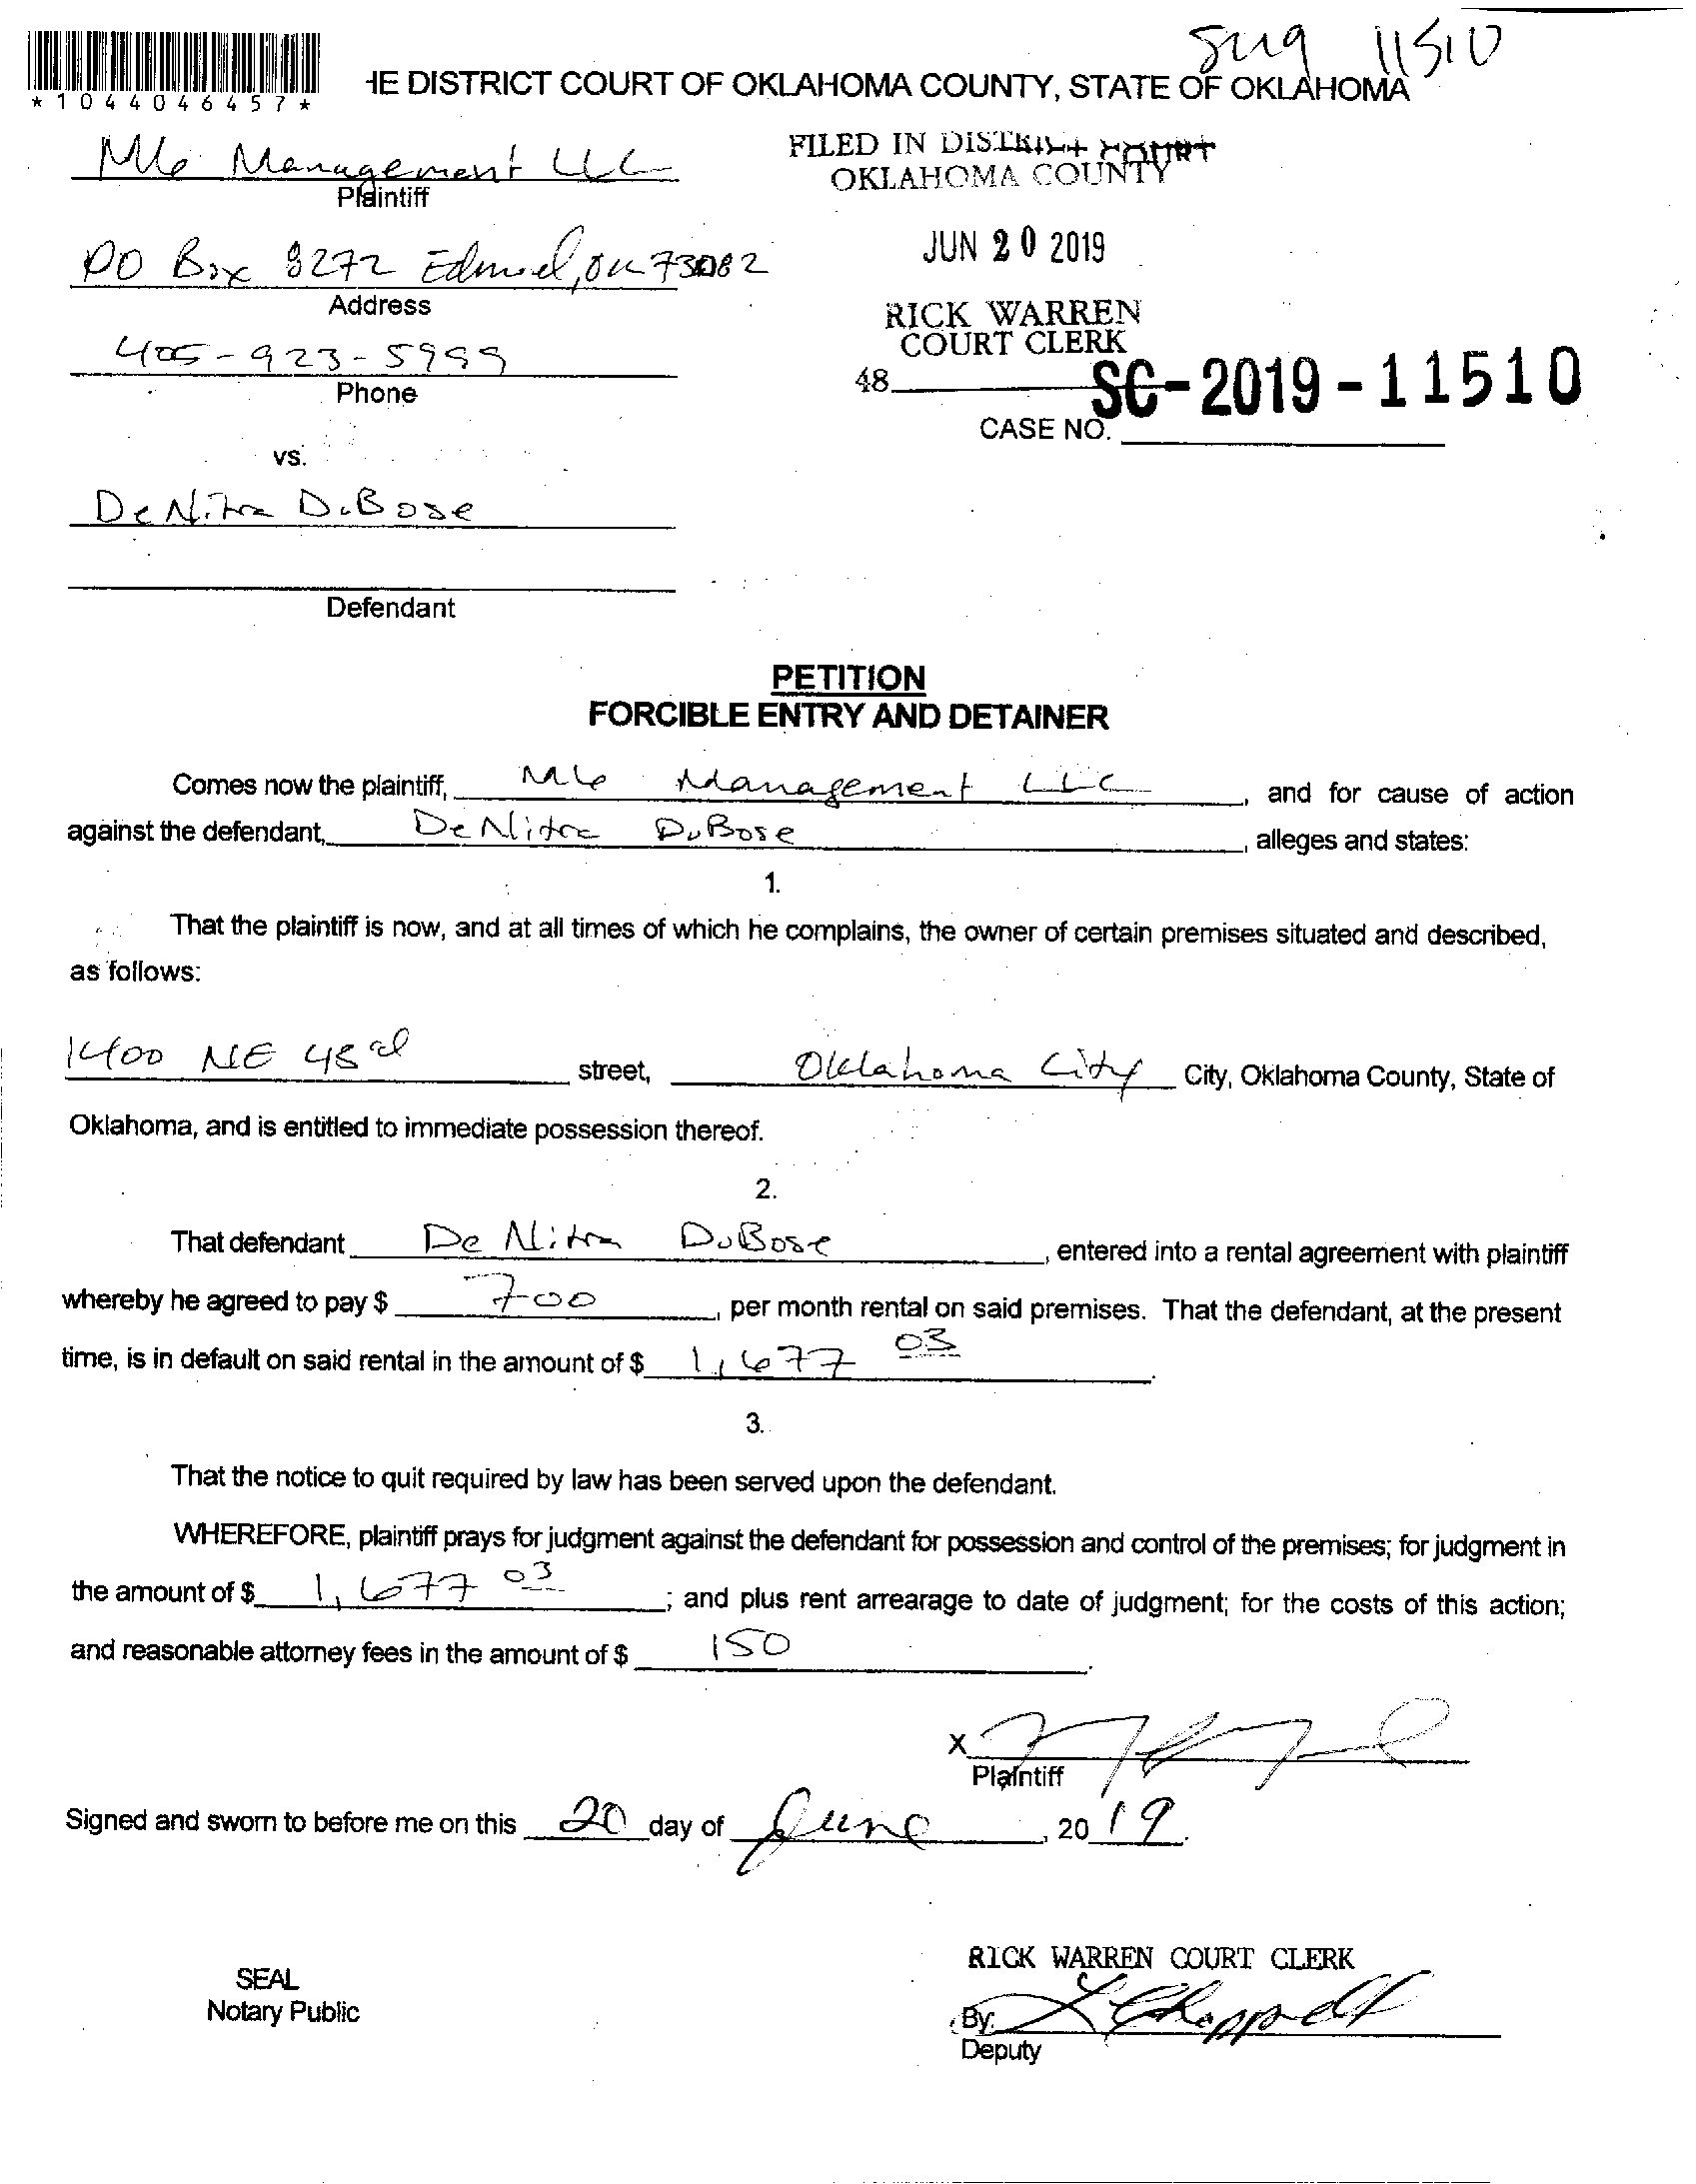 Sug 11510
*1044046457*
HE DISTRICT COURT OF OKLAHOMA COUNTY, STATE OF OKLAHOMA
Mle Management LLC
Plaintiff
FILED IN DISTRICT COURT
OKLAHOMA COUNTY
PO Box 3272 Edmond, OK 73082
Address
JUN 20 2019
405-923-5999
Phone
RICK WARREN
COURT CLERK
48
SC-2019-11510
CASE NO.
vs.
DeNitra DuBose
Defendant
PETITION
FORCIBLE ENTRY AND DETAINER
Comes now the plaintiff, Mle Management LLC, and for cause of action
against the defendant, DeNitra DuBose, alleges and states:
1.
That the plaintiff is now, and at all times of which he complains, the owner of certain premises situated and described,
as follows:
1400 NE 48 street, Oklahoma City City, Oklahoma County, State of
Oklahoma, and is entitled to immediate possession thereof.
2.
That defendant DeNitra DuBose, entered into a rental agreement with plaintiff
whereby he agreed to pay $ 700, per month rental on said premises. That the defendant, at the present
time, is in default on said rental in the amount of $ 1,677 03.
3.
That the notice to quit required by law has been served upon the defendant.
WHEREFORE, plaintiff prays for judgment against the defendant for possession and control of the premises; for judgment in
the amount of $ 1,677 03; and plus rent arrearage to date of judgment; for the costs of this action;
and reasonable attorney fees in the amount of $ 150.
X
Plaintiff
Signed and sworn to before me on this 20 day of June, 20 19.
RICK WARREN COURT CLERK
SEAL
Notary Public
By: L Chappell
Deputy